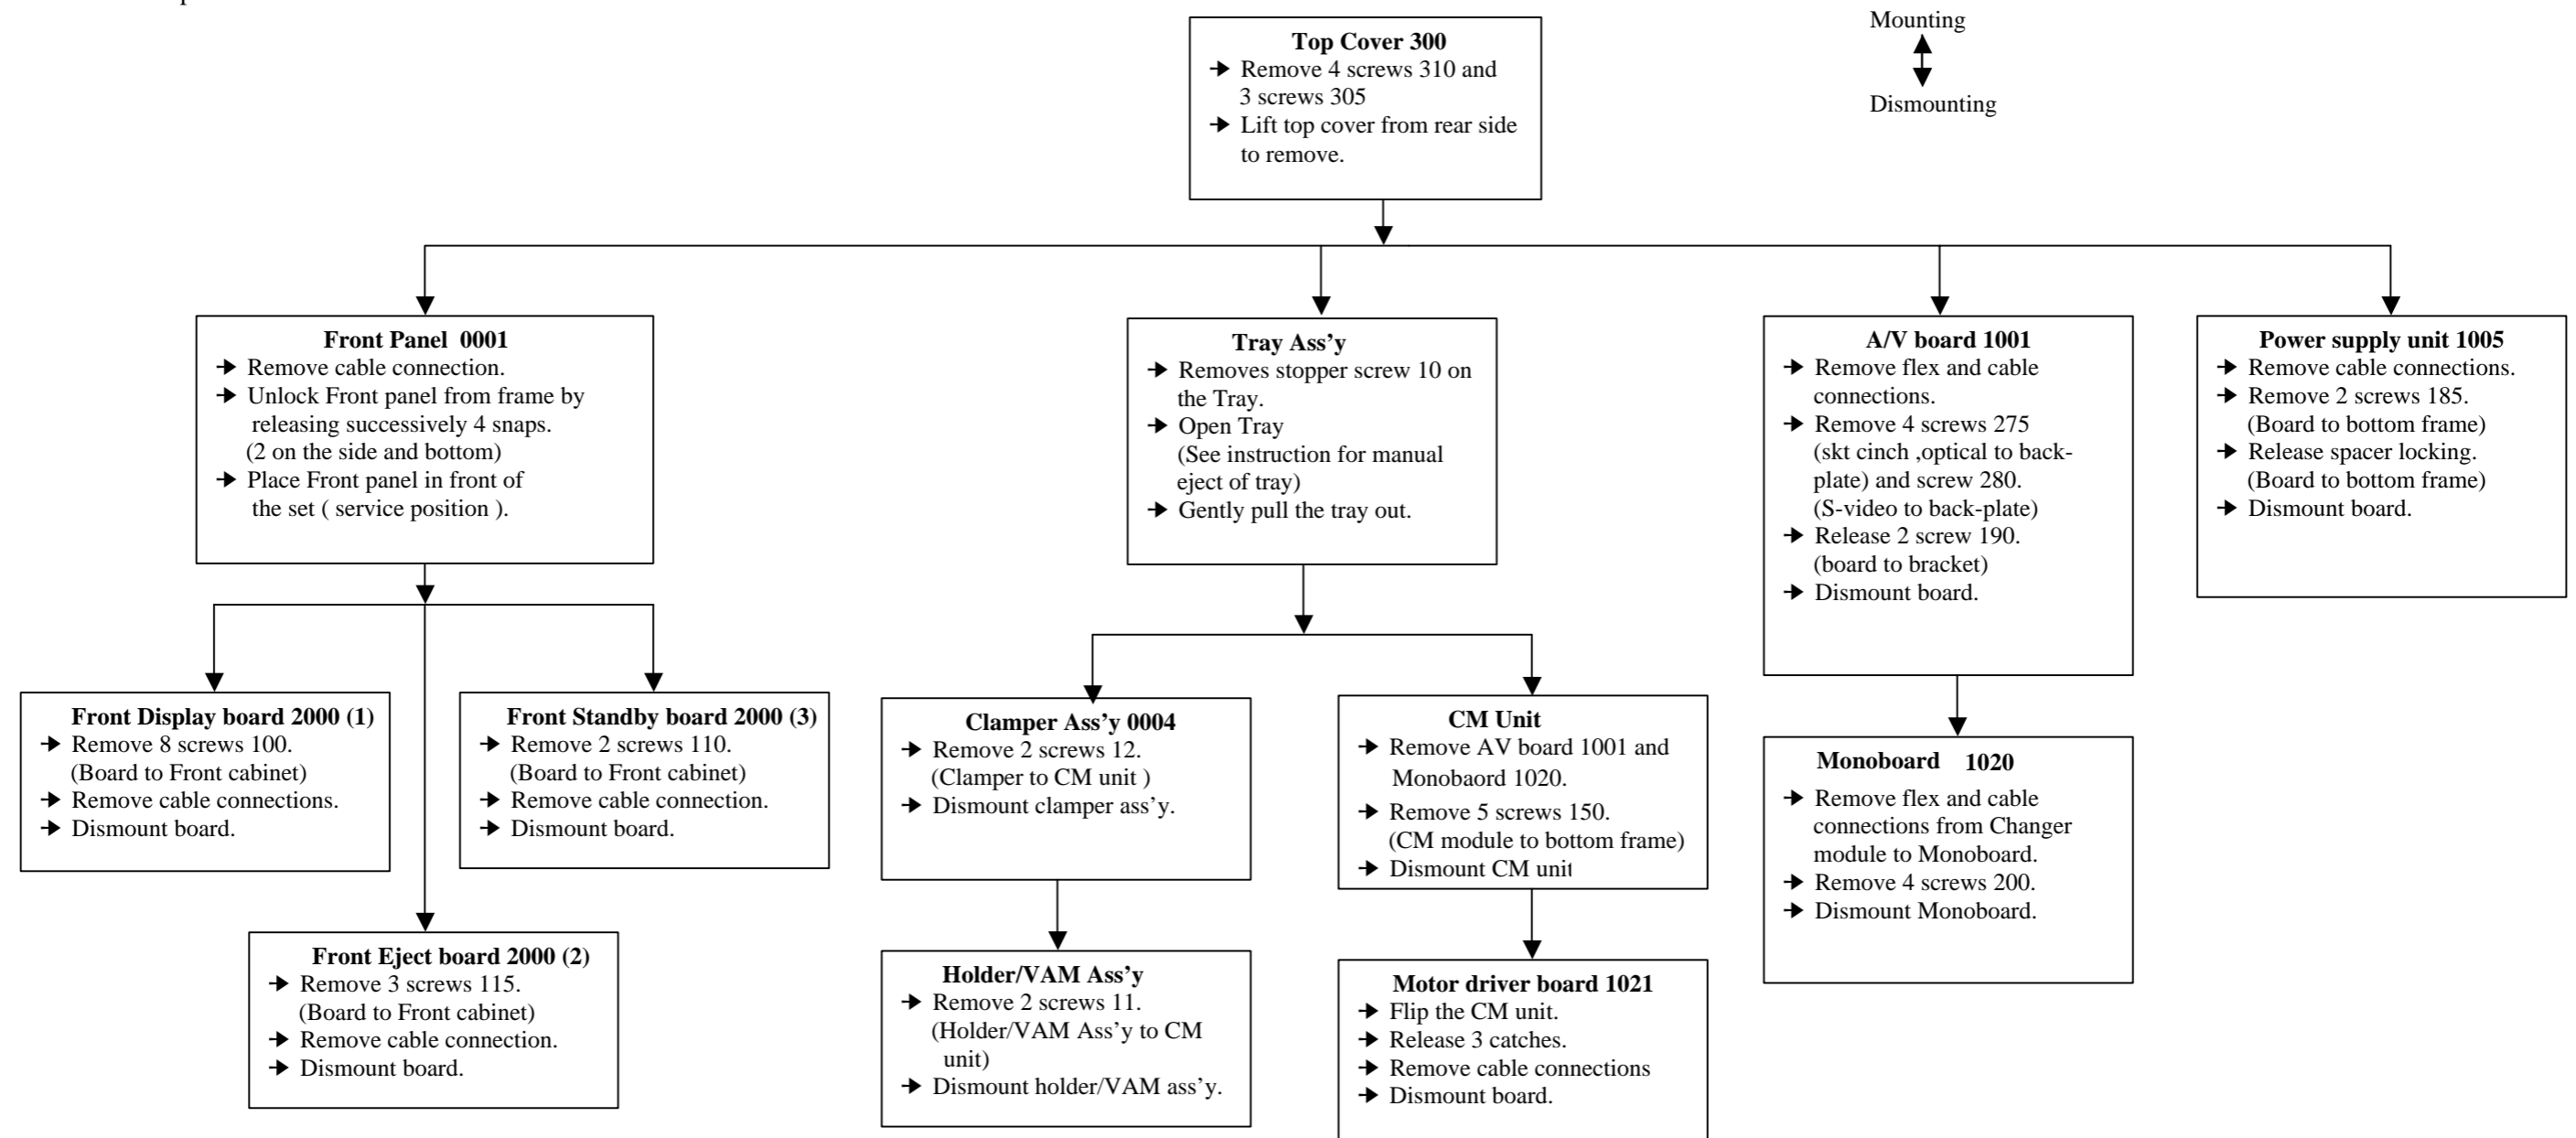 Mounting
Dismounting
Top Cover 300
Remove 4 screws 310 and
3 screws 305
Lift top cover from rear side
to remove.
Front Panel 0001
Remove cable connection.
Unlock Front panel from frame by
releasing successively 4 snaps.
(2 on the side and bottom)
Place Front panel in front of
the set ( service position ).
Tray Ass’y
Removes stopper screw 10 on
the Tray.
Open Tray
(See instruction for manual
eject of tray)
Gently pull the tray out.
A/V board 1001
Remove flex and cable
connections.
Remove 4 screws 275
(skt cinch ,optical to back-
plate) and screw 280.
(S-video to back-plate)
Release 2 screw 190.
(board to bracket)
Dismount board.
Power supply unit 1005
Remove cable connections.
Remove 2 screws 185.
(Board to bottom frame)
Release spacer locking.
(Board to bottom frame)
Dismount board.
Front Display board 2000 (1)
Remove 8 screws 100.
(Board to Front cabinet)
Remove cable connections.
Dismount board.
Front Standby board 2000 (3)
Remove 2 screws 110.
(Board to Front cabinet)
Remove cable connection.
Dismount board.
Clamper Ass’y 0004
Remove 2 screws 12.
(Clamper to CM unit )
Dismount clamper ass’y.
CM Unit
Remove AV board 1001 and
Monobaord 1020.
Remove 5 screws 150.
(CM module to bottom frame)
Dismount CM unit
Monoboard 1020
Remove flex and cable
connections from Changer
module to Monoboard.
Remove 4 screws 200.
Dismount Monoboard.
Front Eject board 2000 (2)
Remove 3 screws 115.
(Board to Front cabinet)
Remove cable connection.
Dismount board.
Holder/VAM Ass’y
Remove 2 screws 11.
(Holder/VAM Ass’y to CM
unit)
Dismount holder/VAM ass’y.
Motor driver board 1021
Flip the CM unit.
Release 3 catches.
Remove cable connections
Dismount board.